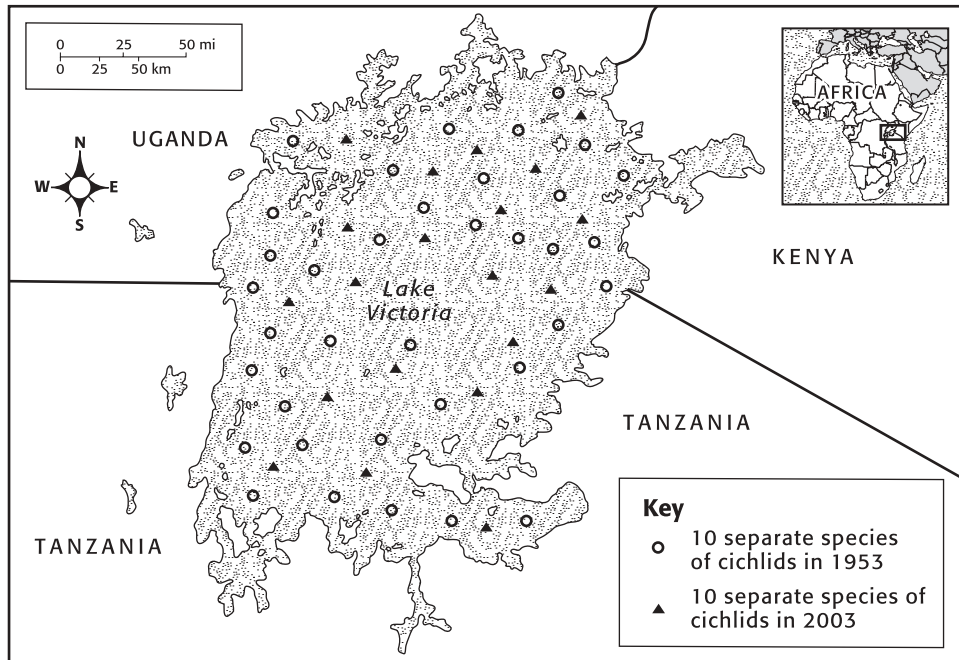 0 25 50 mi
0 25 50 km
AFRICA
UGANDA
N
W E
S
KENYA
Lake
Victoria
TANZANIA
TANZANIA
Key
10 separate species
of cichlids in 1953
10 separate species of
cichlids in 2003